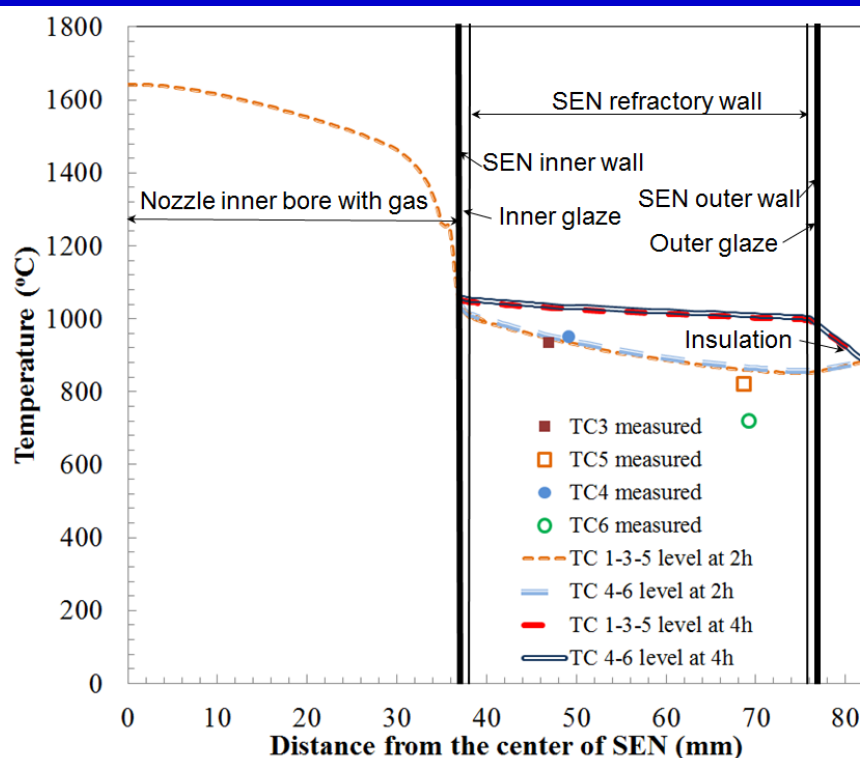 1800
1600
1400
1200
1000
800
600
400
200
0
Temperature (ºC)
SEN refractory wall
SEN inner wall
Nozzle inner bore with gas
Inner glaze
SEN outer wall
Outer glaze
Insulation
TC3 measured
TC5 measured
TC4 measured
TC6 measured
TC 1-3-5 level at 2h
TC 4-6 level at 2h
TC 1-3-5 level at 4h
TC 4-6 level at 4h
0 10 20 30 40 50 60 70 80
Distance from the center of SEN (mm)